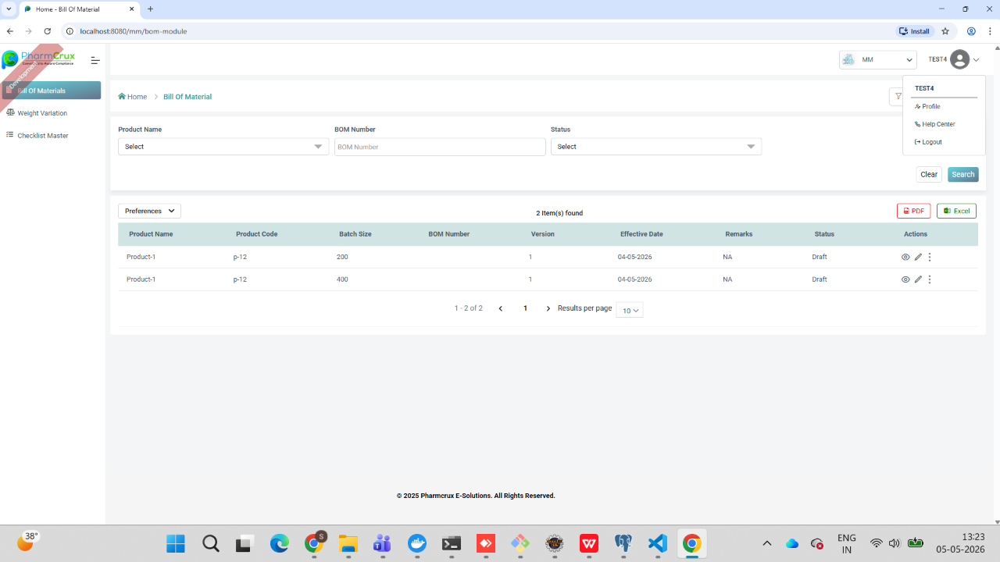 Home - Bill Of Material
localhost:8080/mm/bom-module
Install
PharmCrux
Commitment to Assure Compliance
Development
MM
TEST4
Bill Of Materials
Weight Variation
Checklist Master
Home > Bill Of Material
TEST4
Profile
Help Center
Logout
Product Name BOM Number Status
Select BOM Number Select
Clear Search
Preferences 2 Item(s) found PDF Excel
Product Name Product Code Batch Size BOM Number Version Effective Date Remarks Status Actions
Product-1 p-12 200 1 04-05-2026 NA Draft
Product-1 p-12 400 1 04-05-2026 NA Draft
1 - 2 of 2 1 Results per page 10
© 2025 Pharmcrux E-Solutions. All Rights Reserved.
38°
S
ENG
IN
13:23
05-05-2026